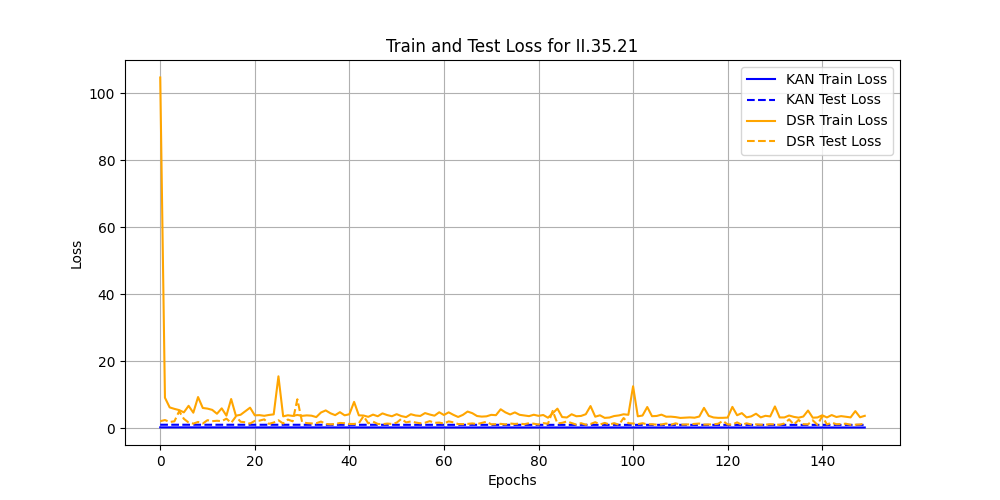 Train and Test Loss for II.35.21
Loss
100
80
60
40
20
0
0 20 40 60 80 100 120 140
Epochs
KAN Train Loss
KAN Test Loss
DSR Train Loss
DSR Test Loss